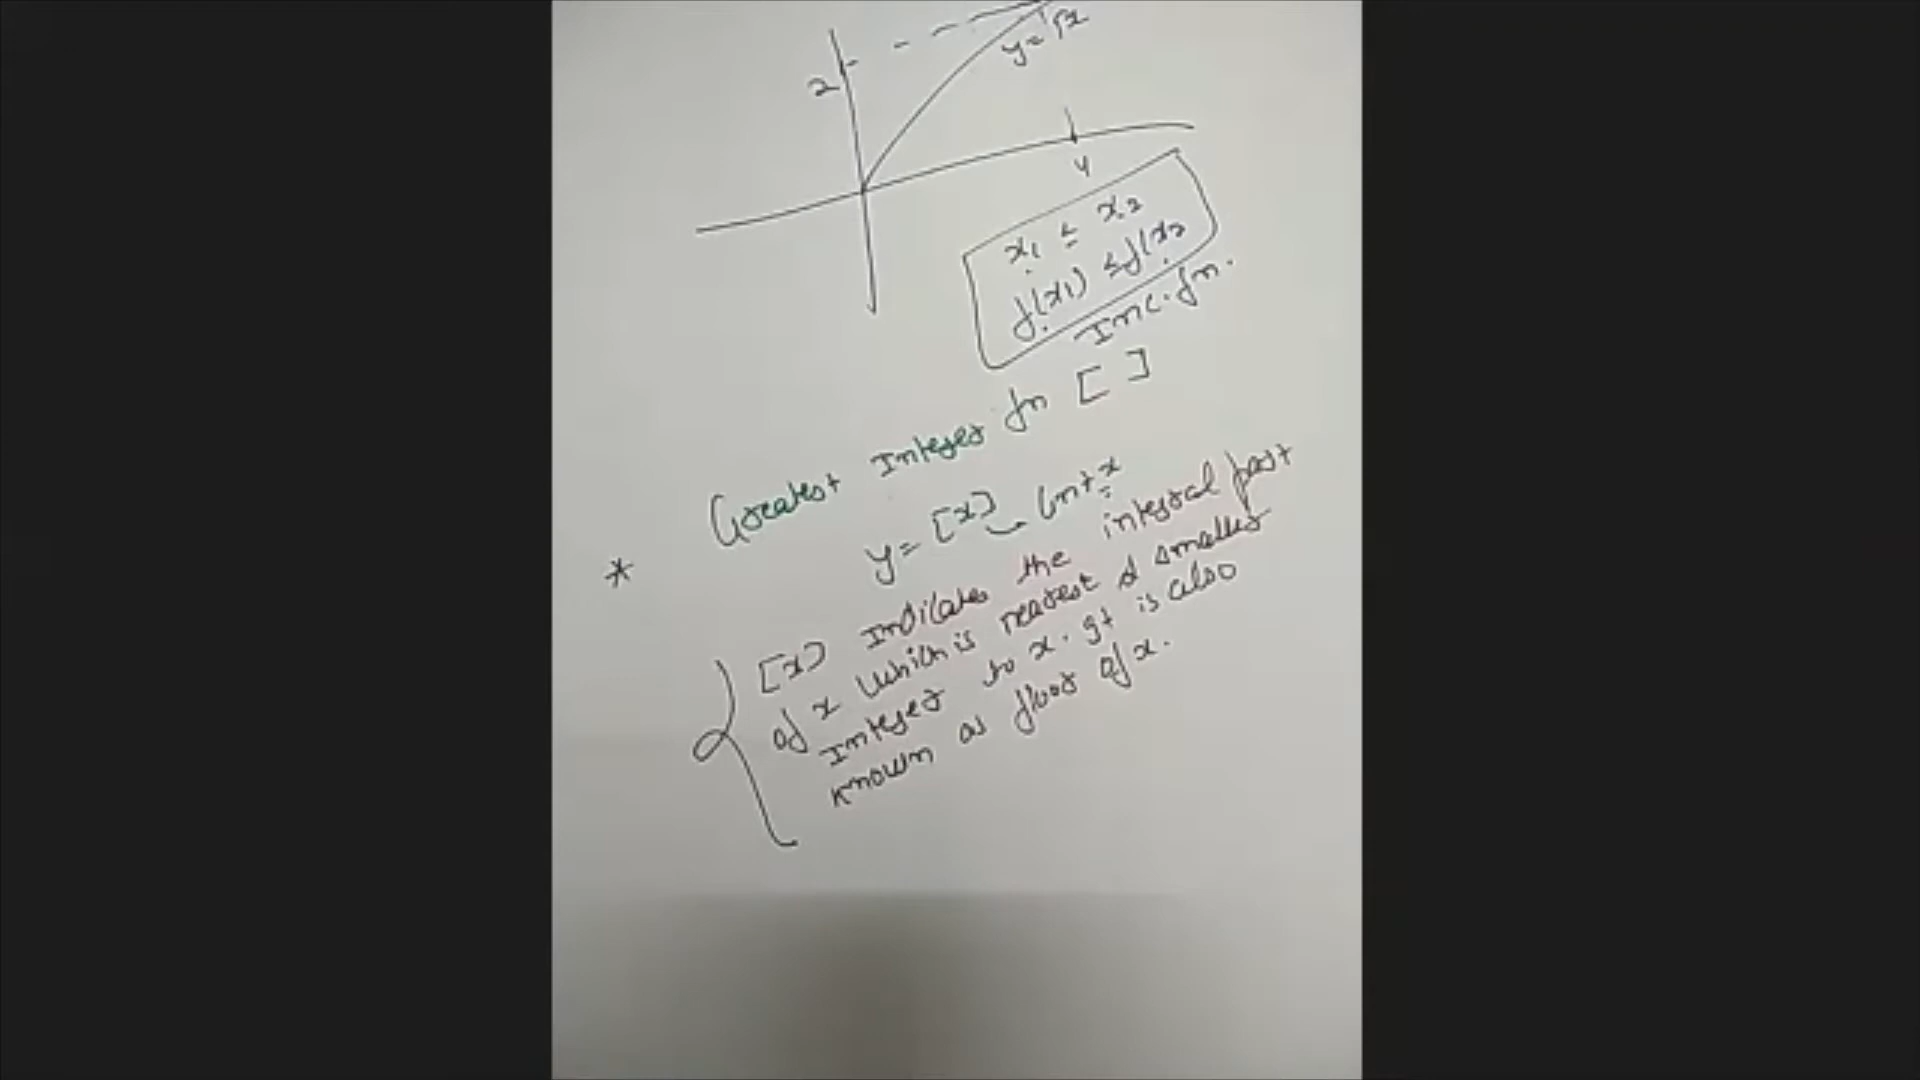 2
y=√x
4
x₁ ≤ x₂
f(x₁) ≤ f(x₂
Inc. fn.
Greatest Integer fn [ ]
y = [x] Int x
*
[x] indicates the integral part
of x which is nearest & smaller
Integer to x. It is also
known as floor of x.